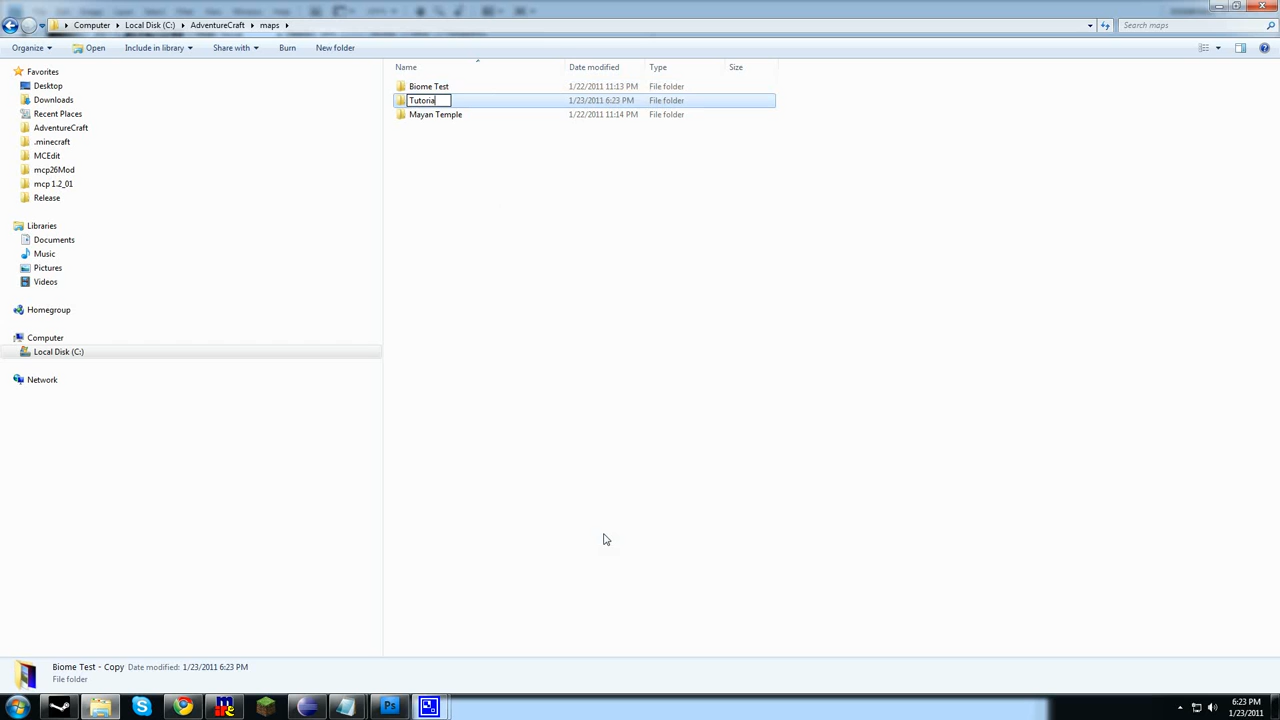 Computer Local Disk (C:) AdventureCraft maps Search maps
Organize Open Include in library Share with Burn New folder
Name Date modified Type Size
Favorites
Desktop
Downloads
Recent Places
AdventureCraft
.minecraft
MCEdit
mcp26Mod
mcp 1.2_01
Release
Libraries
Documents
Music
Pictures
Videos
Homegroup
Computer
Local Disk (C:)
Network
Biome Test 1/22/2011 11:13 PM File folder
Tutoria 1/23/2011 6:23 PM File folder
Mayan Temple 1/22/2011 11:14 PM File folder
Biome Test - Copy Date modified: 1/23/2011 6:23 PM
File folder
Ps
6:23 PM
1/23/2011